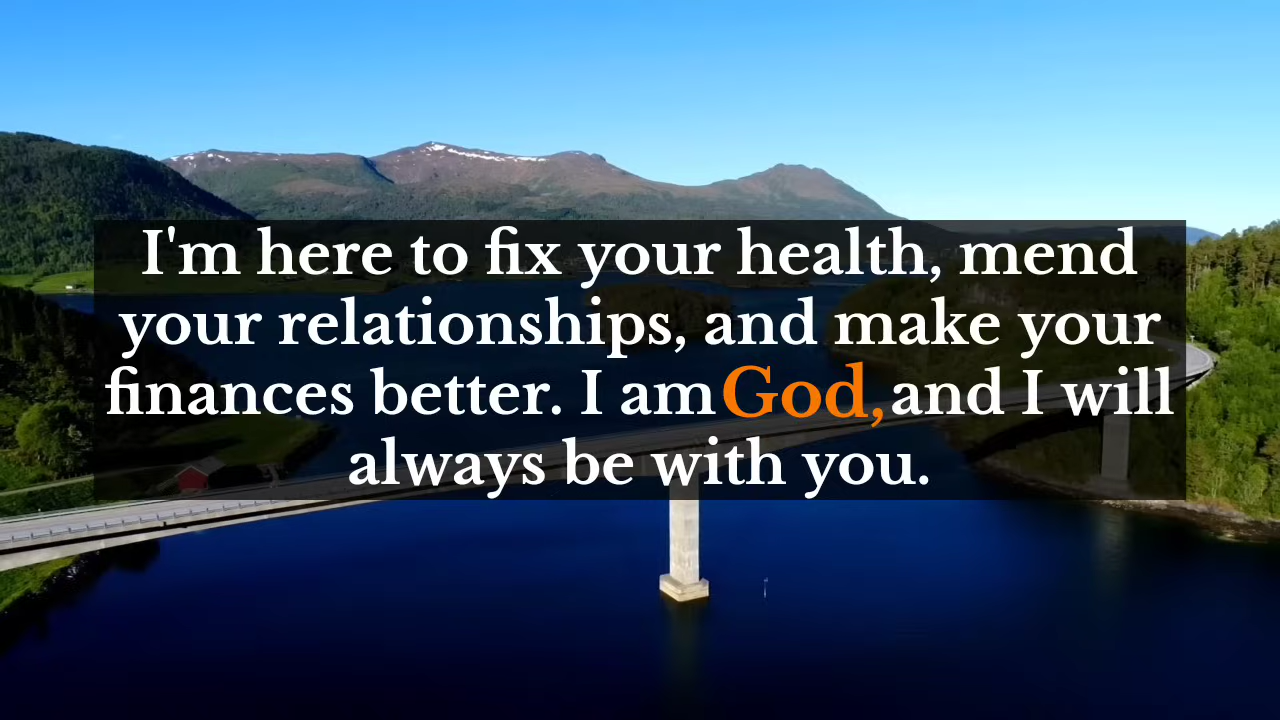 I'm here to fix your health, mend
your relationships, and make your
finances better. I am God, and I will
always be with you.